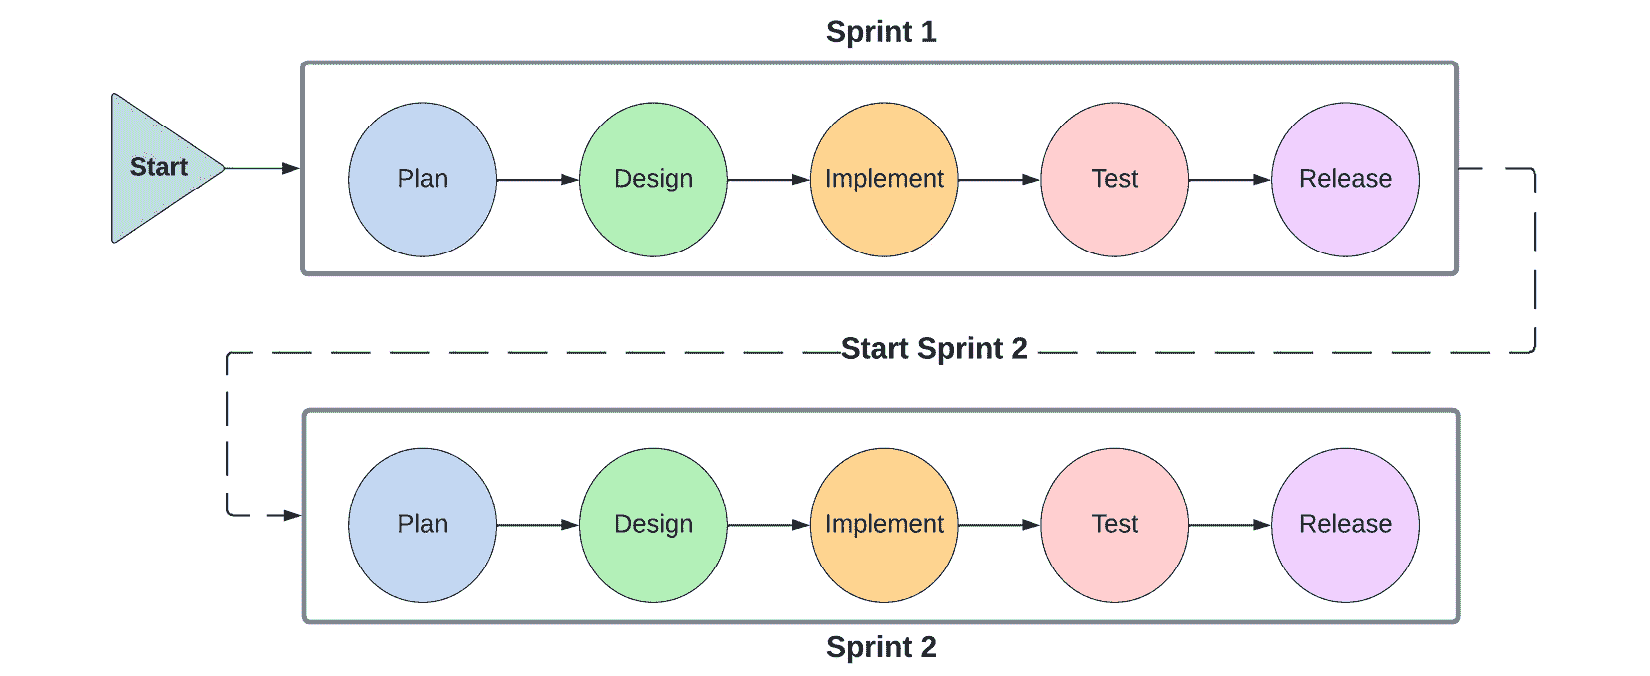 Sprint 1
Start
Plan
Design
Implement
Test
Release
Start Sprint 2
Plan
Design
Implement
Test
Release
Sprint 2